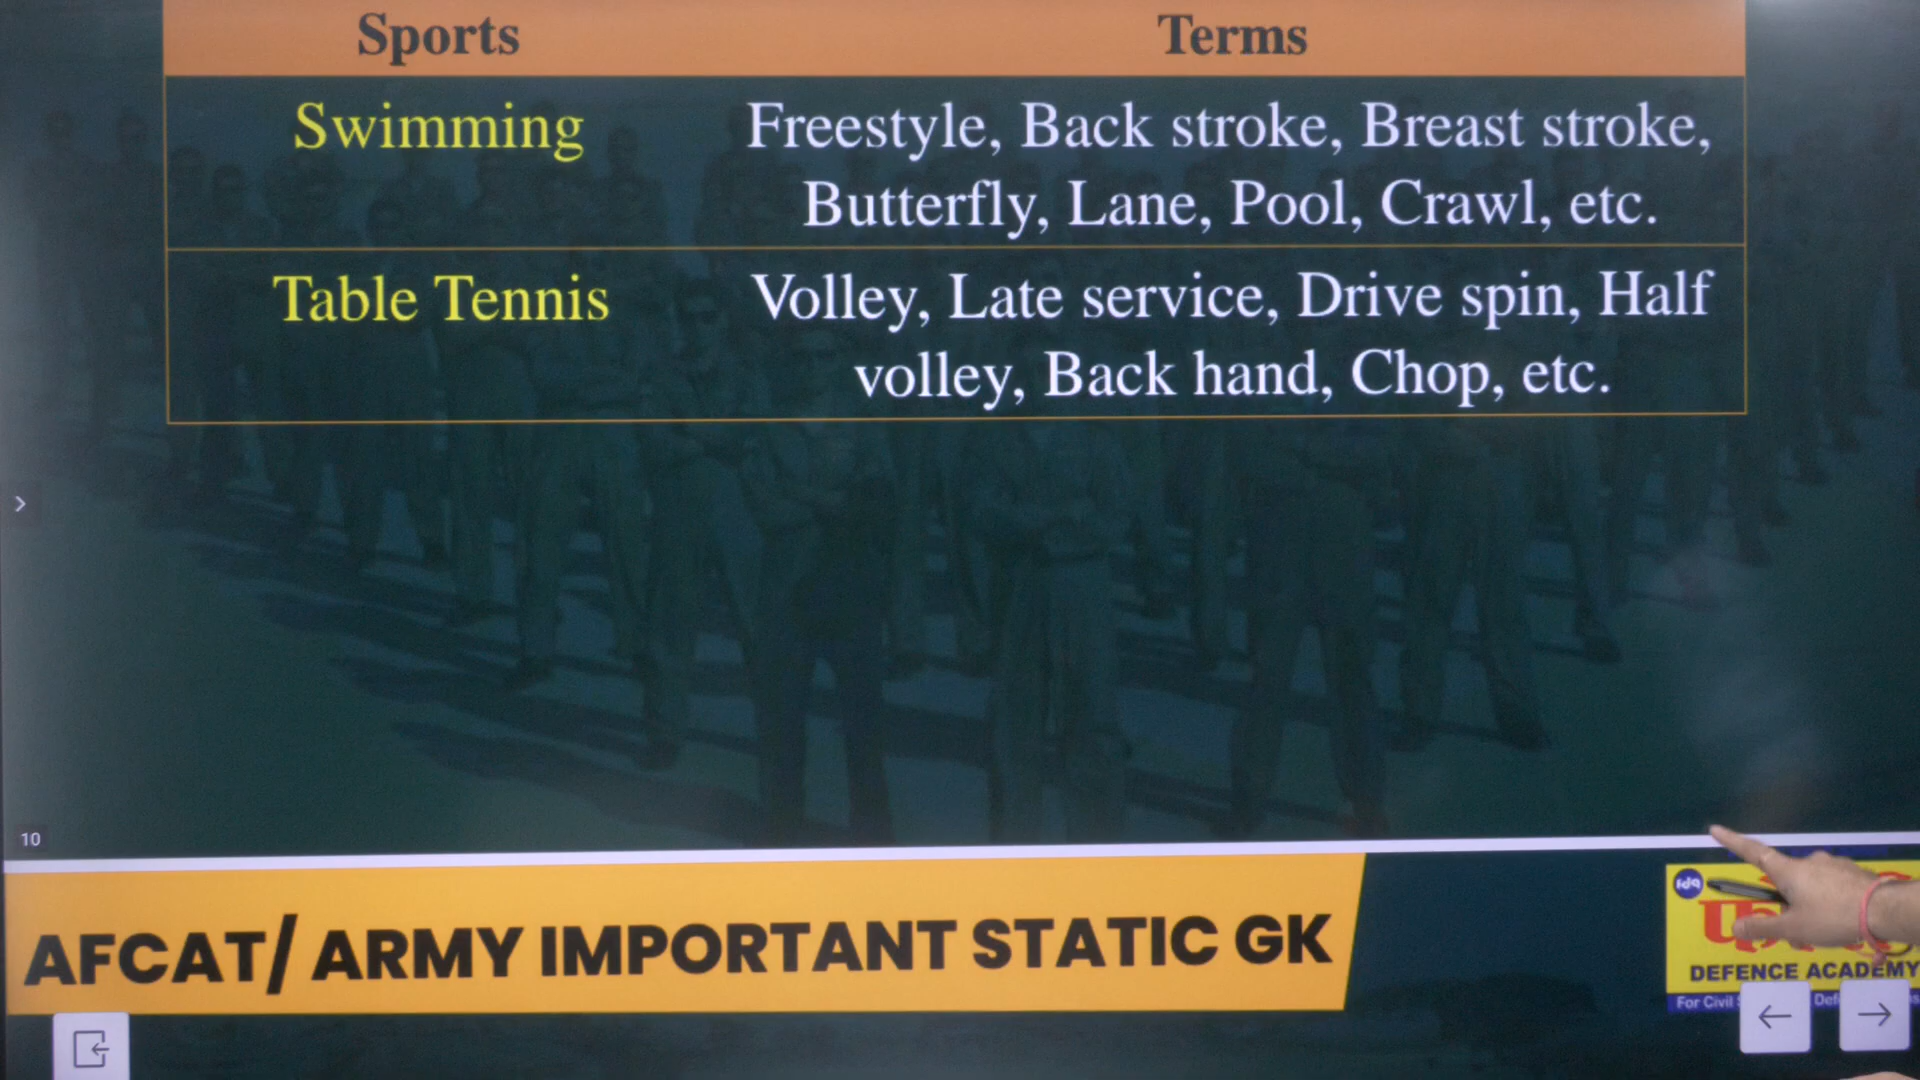 Sports Terms
Swimming Freestyle, Back stroke, Breast stroke,
Butterfly, Lane, Pool, Crawl, etc.
Table Tennis Volley, Late service, Drive spin, Half
volley, Back hand, Chop, etc.
10
AFCAT/ ARMY IMPORTANT STATIC GK
DEFENCE ACADEMY
For Civil